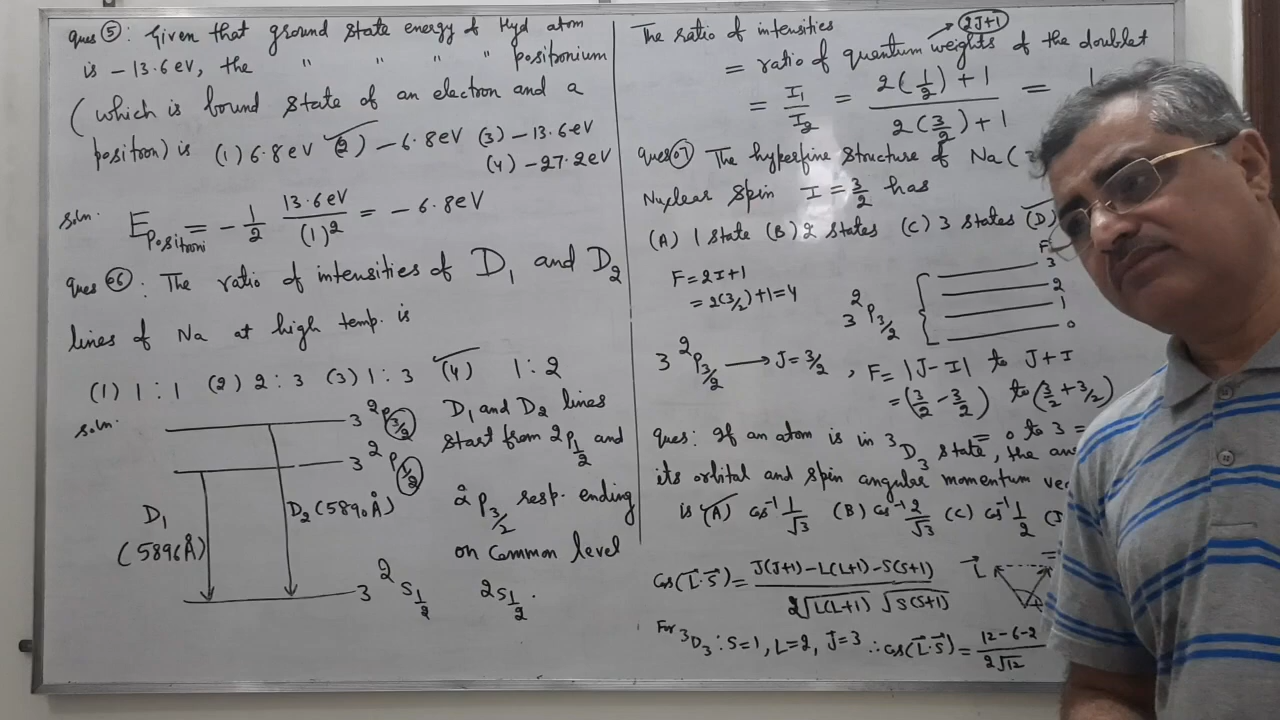 Ques ⑤: Given that ground state energy of Hyd atom
is -13.6 eV, the " " " " positronium
(which is bound state of an electron and a
positron) is (1) 6.8 eV (2) -6.8 eV (3) -13.6 eV
(4) -27.2 eV
Soln. E_Positroni = -1/2 13.6 eV/(1)² = -6.8 eV
Ques 06: The ratio of intensities of D₁ and D₂
lines of Na at high temp. is
(1) 1:1 (2) 2:3 (3) 1:3 (4) 1:2
Soln.
3 ²P3/2
3 ²P1/2
D₁
(5896Å)
D₂ (5890Å)
3 ²S1/2
D₁ and D₂ lines
start from ²P1/2 and
²P3/2 resp. ending
on common level
²S1/2.
The ratio of intensities
2J+1
= ratio of quantum weights of the doublet
= I₁/I₂ = (2(1/2)+1)/(2(3/2)+1) =
Ques 07 The hyperfine structure of Na (3
Nuclear spin I = 3/2 has
(A) 1 state (B) 2 states (C) 3 states (D)
F = 2I+1
= 2(3/2)+1 = 4
3 ²P3/2
F
3
2
1
0
3 ²P3/2 → J = 3/2, F = |J-I| to J+I
= (3/2 - 3/2) to (3/2 + 3/2)
= 0 to 3 =
Ques: If an atom is in ³D₃ state, the
its orbital and spin angular momentum
is (A) cos⁻¹ 1/√3 (B) cos⁻¹ 2/√3 (C) cos⁻¹ 1/2
cos(L⃗·S⃗) = (J(J+1)-L(L+1)-S(S+1))/(2√L(L+1) √S(S+1))
L⃗
For ³D₃: S=1, L=2, J=3 ∴ cos(L⃗·S⃗) = (12-6-2)/(2√12)